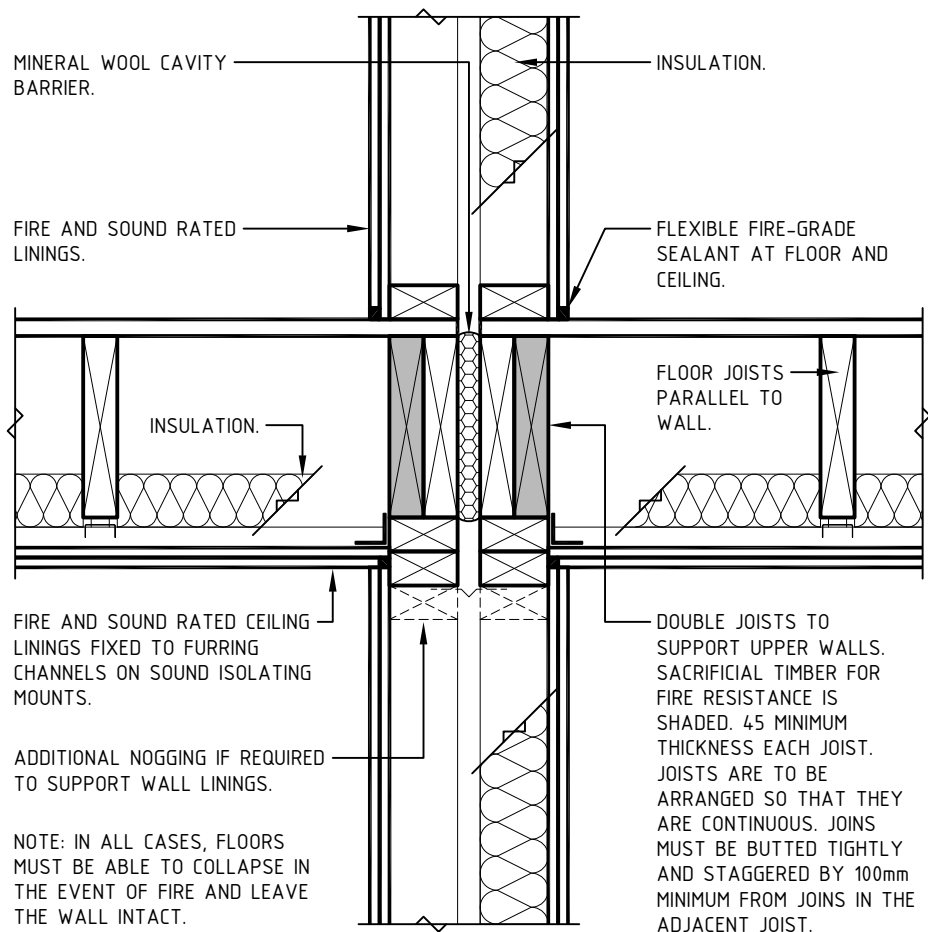 MINERAL WOOL CAVITY
BARRIER.
INSULATION.
FIRE AND SOUND RATED
LININGS.
FLEXIBLE FIRE-GRADE
SEALANT AT FLOOR AND
CEILING.
FLOOR JOISTS
PARALLEL TO
WALL.
INSULATION.
FIRE AND SOUND RATED CEILING
LININGS FIXED TO FURRING
CHANNELS ON SOUND ISOLATING
MOUNTS.
ADDITIONAL NOGGING IF REQUIRED
TO SUPPORT WALL LININGS.
NOTE: IN ALL CASES, FLOORS
MUST BE ABLE TO COLLAPSE IN
THE EVENT OF FIRE AND LEAVE
THE WALL INTACT.
DOUBLE JOISTS TO
SUPPORT UPPER WALLS.
SACRIFICIAL TIMBER FOR
FIRE RESISTANCE IS
SHADED. 45 MINIMUM
THICKNESS EACH JOIST.
JOISTS ARE TO BE
ARRANGED SO THAT THEY
ARE CONTINUOUS. JOINS
MUST BE BUTTED TIGHTLY
AND STAGGERED BY 100mm
MINIMUM FROM JOINS IN THE
ADJACENT JOIST.